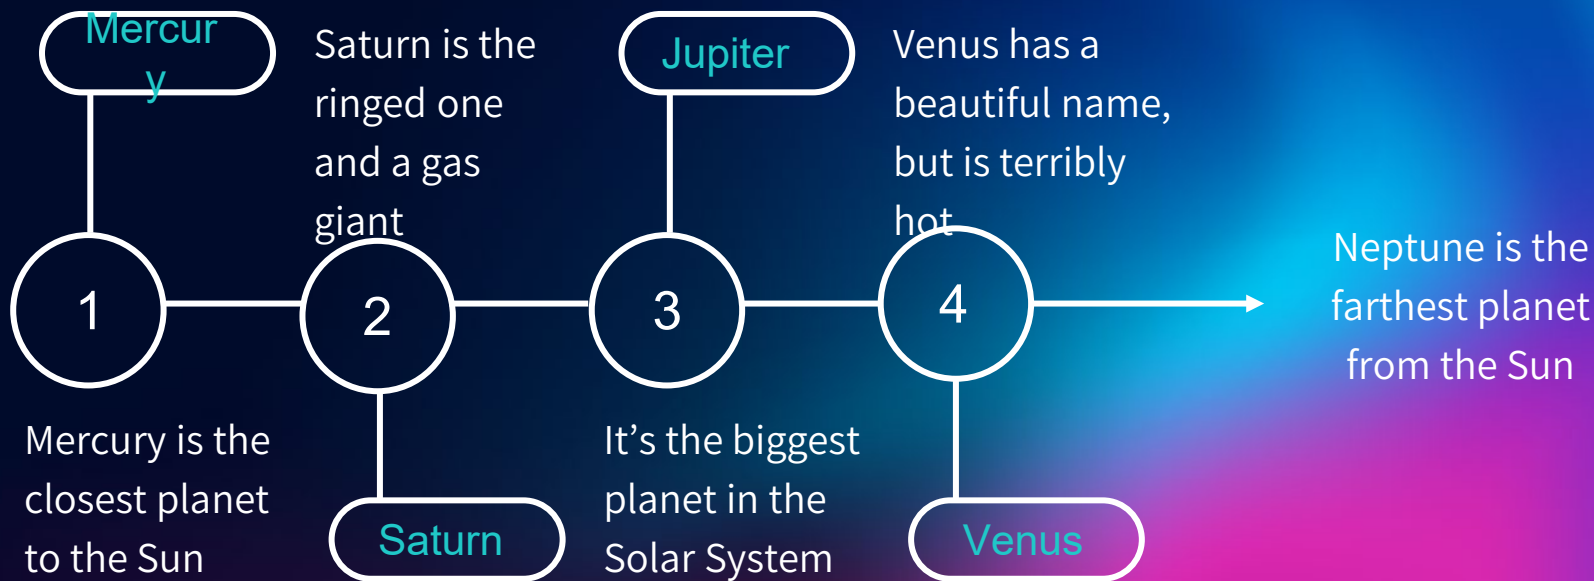 Mercur
y
Saturn is the
ringed one
and a gas
giant
Jupiter
Venus has a
beautiful name,
but is terribly
hot
1
2
3
4
Neptune is the
farthest planet
from the Sun
Mercury is the
closest planet
to the Sun
Saturn
It’s the biggest
planet in the
Solar System
Venus